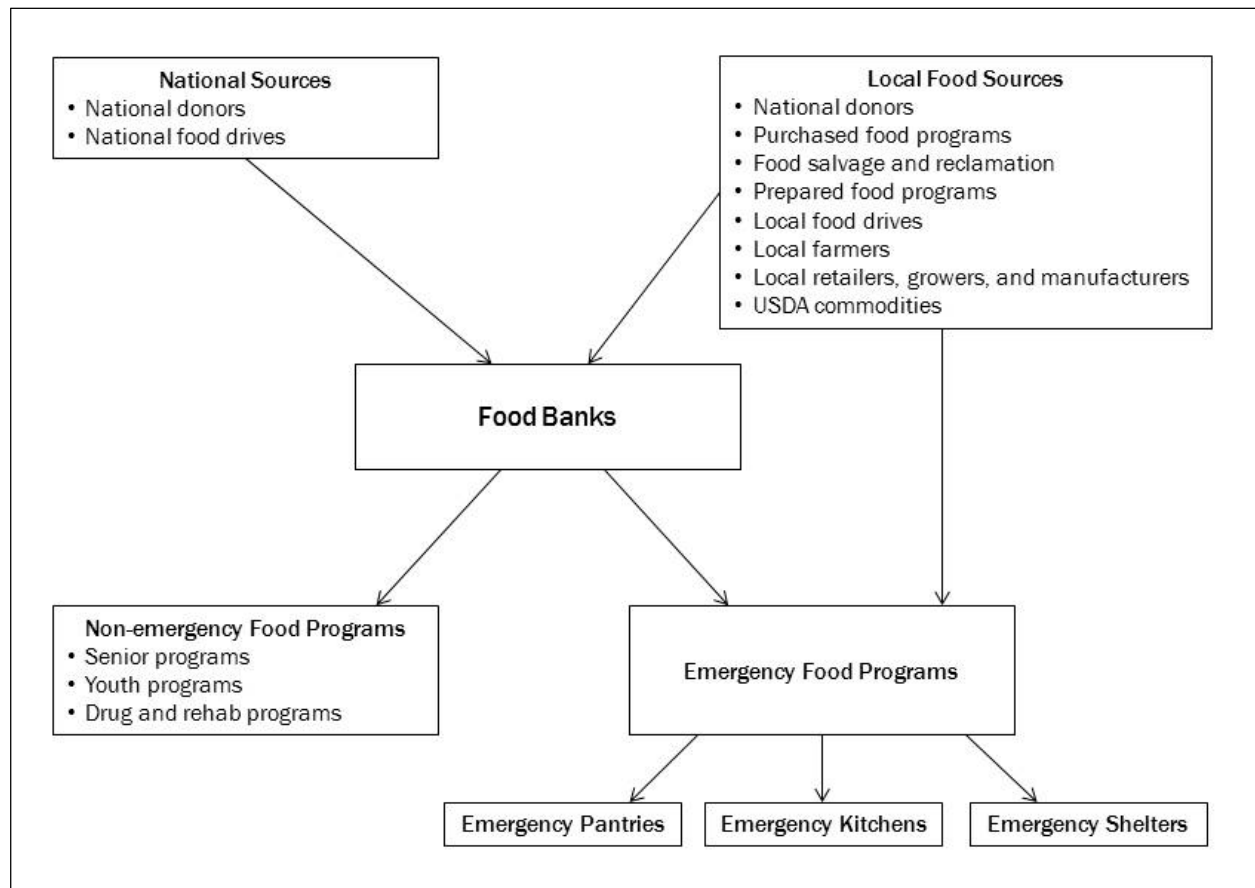 National Sources
• National donors
• National food drives
Local Food Sources
• National donors
• Purchased food programs
• Food salvage and reclamation
• Prepared food programs
• Local food drives
• Local farmers
• Local retailers, growers, and manufacturers
• USDA commodities
Food Banks
Non-emergency Food Programs
• Senior programs
• Youth programs
• Drug and rehab programs
Emergency Food Programs
Emergency Pantries
Emergency Kitchens
Emergency Shelters